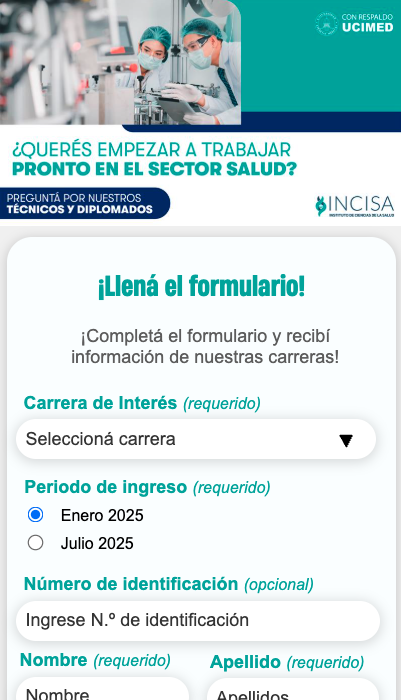 CON RESPALDO
UCIMED
¿QUERÉS EMPEZAR A TRABAJAR
PRONTO EN EL SECTOR SALUD?
PREGUNTÁ POR NUESTROS
TÉCNICOS Y DIPLOMADOS
INCISA
INSTITUTO DE CIENCIAS DE LA SALUD
¡Llená el formulario!
¡Completá el formulario y recibí
información de nuestras carreras!
Carrera de Interés (requerido)
Seleccioná carrera
Periodo de ingreso (requerido)
Enero 2025
Julio 2025
Número de identificación (opcional)
Ingrese N.º de identificación
Nombre (requerido)
Apellido (requerido)
Nombre
Apellidos